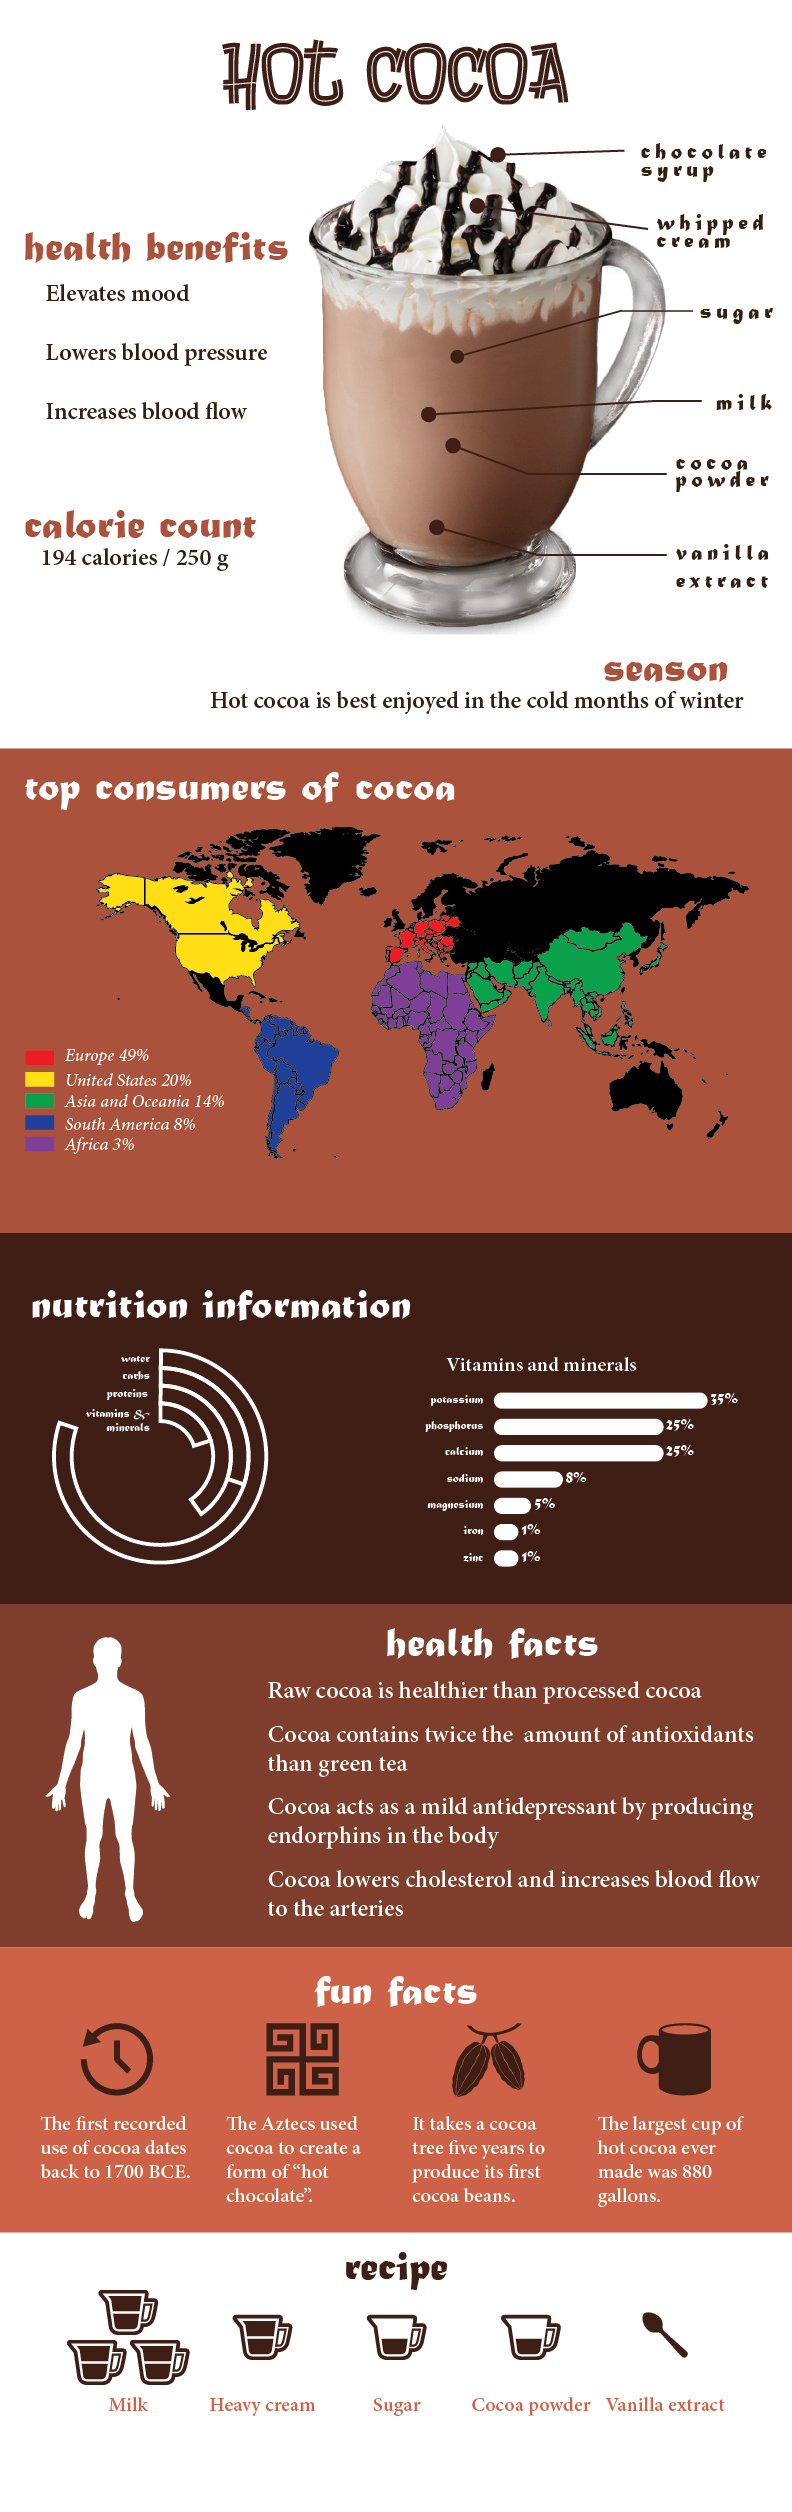 HOT COCOA
chocolate
syrup
whipped
cream
sugar
milk
cocoa
powder
vanilla
extract
health benefits
Elevates mood
Lowers blood pressure
Increases blood flow
calorie count
194 calories / 250 g
season
Hot cocoa is best enjoyed in the cold months of winter
top consumers of cocoa
Europe 49%
United States 20%
Asia and Oceania 14%
South America 8%
Africa 3%
nutrition information
water
carbs
proteins
vitamins &
minerals
Vitamins and minerals
potassium 35%
phosphorus 25%
calcium 25%
sodium 8%
magnesium 5%
iron 1%
zinc 1%
health facts
Raw cocoa is healthier than processed cocoa
Cocoa contains twice the amount of antioxidants
than green tea
Cocoa acts as a mild antidepressant by producing
endorphins in the body
Cocoa lowers cholesterol and increases blood flow
to the arteries
fun facts
The first recorded
use of cocoa dates
back to 1700 BCE.
The Aztecs used
cocoa to create a
form of “hot
chocolate”.
It takes a cocoa
tree five years to
produce its first
cocoa beans.
The largest cup of
hot cocoa ever
made was 880
gallons.
recipe
Milk
Heavy cream
Sugar
Cocoa powder
Vanilla extract